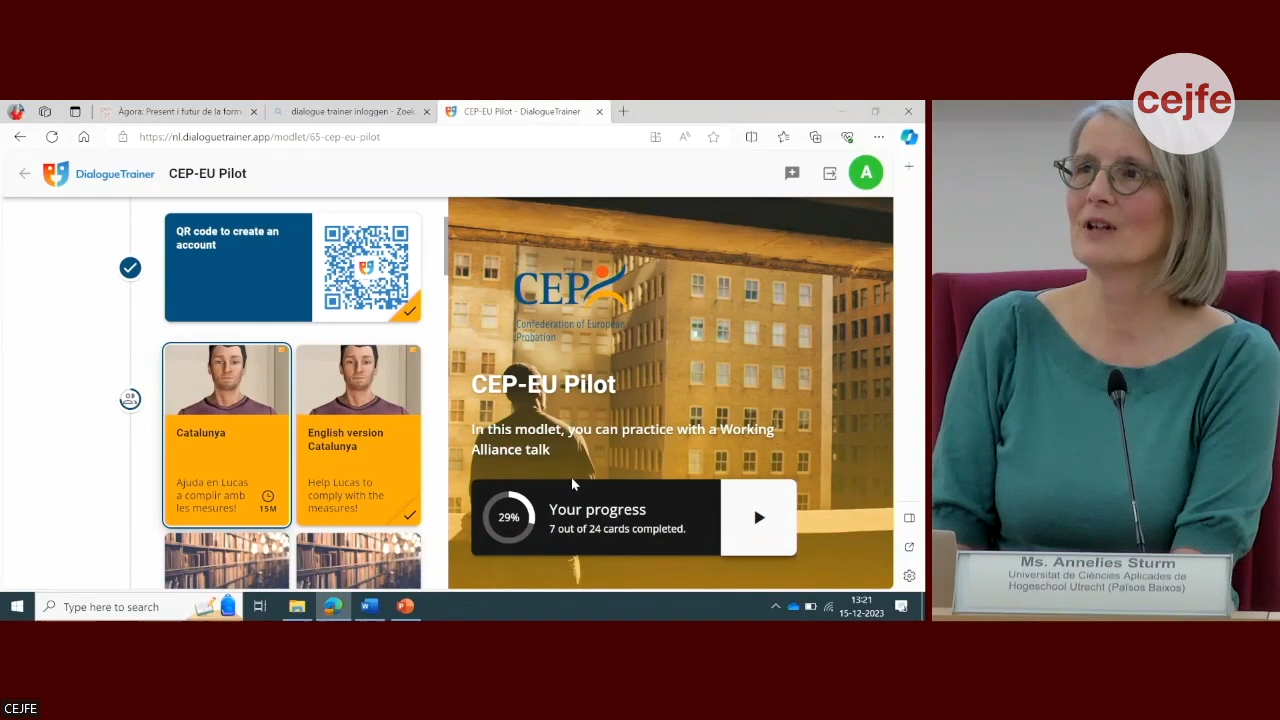 cejfe
Àgora: Present i futur de la form
dialogue trainer inloggen - Zoek
CEP-EU Pilot - DialogueTrainer
https://nl.dialoguetrainer.app/modlet/65-cep-eu-pilot
DialogueTrainer
CEP-EU Pilot
A
QR code to create an
account
Catalunya
Ajuda en Lucas
a complir amb
les mesures!
15M
English version
Catalunya
Help Lucas to
comply with the
measures!
CEP
Confederation of European
Probation
CEP-EU Pilot
In this modlet, you can practice with a Working
Alliance talk
29%
Your progress
7 out of 24 cards completed.
Type here to search
13:21
15-12-2023
Ms. Annelies Sturm
Universitat de Ciències Aplicades de
Hogeschool Utrecht (Països Baixos)
CEJFE